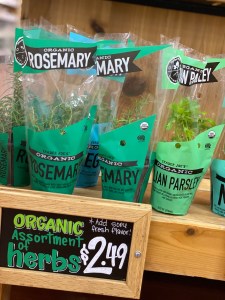 ORGANIC
ROSEMARY
ORGANIC
ROSEMARY
ORGANIC
MARY
ORGANIC
IAN PARSLEY
ORGANIC
Assortment
of
herbs
+ Add some
fresh flavor!
$2.49